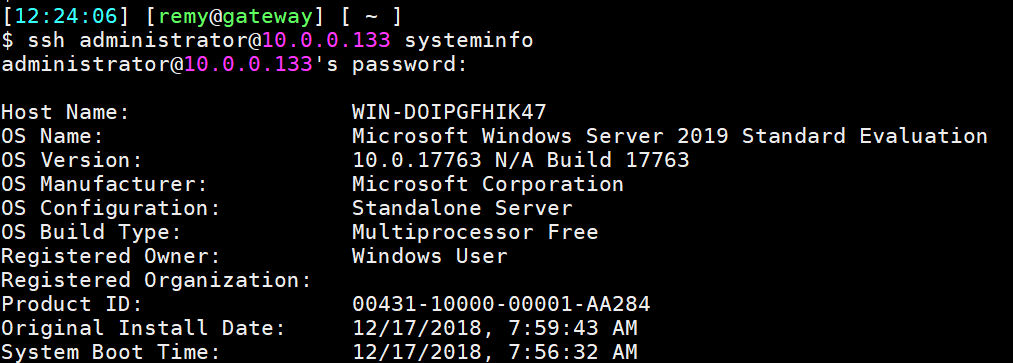 [12:24:06] [remy@gateway] [ ~ ]
$ ssh administrator@10.0.0.133 systeminfo
administrator@10.0.0.133's password:
Host Name: WIN-DOIPGFHIK47
OS Name: Microsoft Windows Server 2019 Standard Evaluation
OS Version: 10.0.17763 N/A Build 17763
OS Manufacturer: Microsoft Corporation
OS Configuration: Standalone Server
OS Build Type: Multiprocessor Free
Registered Owner: Windows User
Registered Organization:
Product ID: 00431-10000-00001-AA284
Original Install Date: 12/17/2018, 7:59:43 AM
System Boot Time: 12/17/2018, 7:56:32 AM